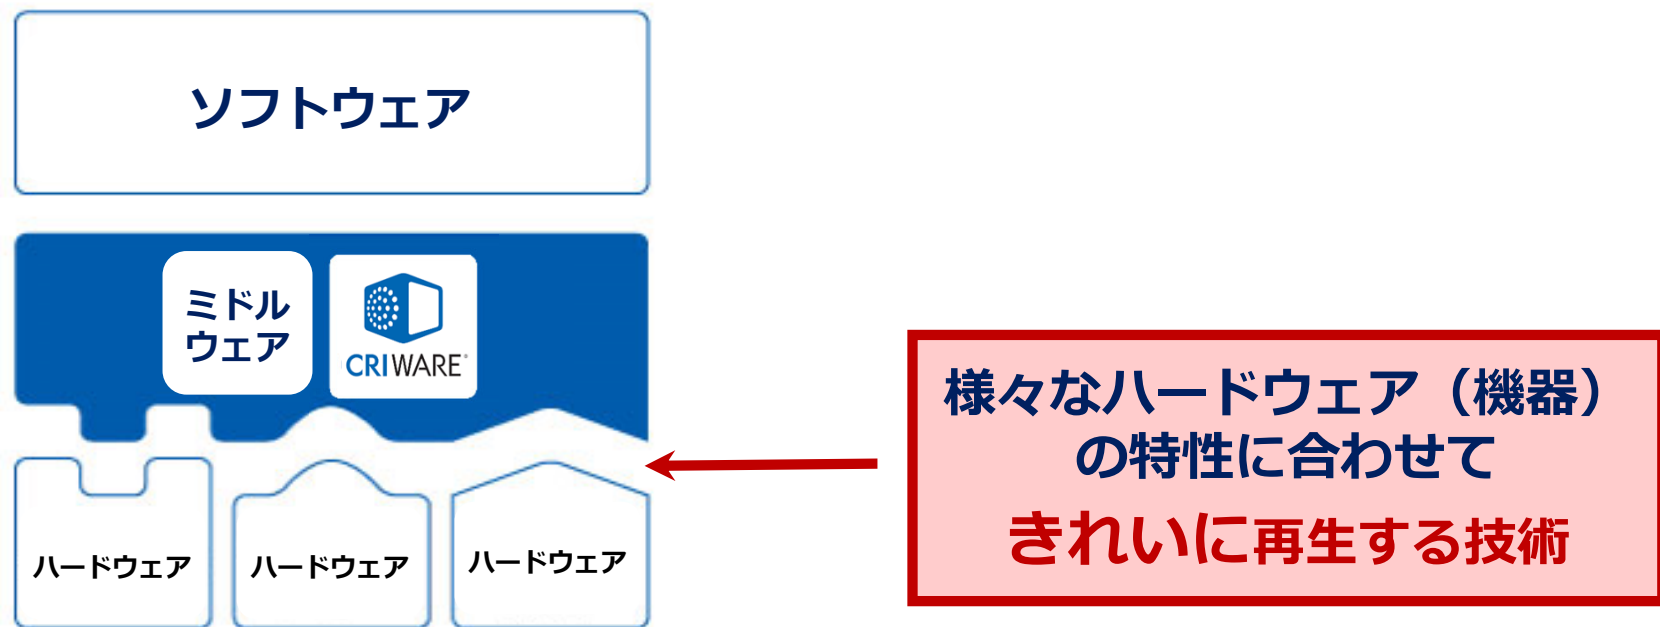 ソフトウェア
ミドル
ウェア
CRIWARE®
様々なハードウェア（機器）
の特性に合わせて
きれいに再生する技術
ハードウェア
ハードウェア
ハードウェア